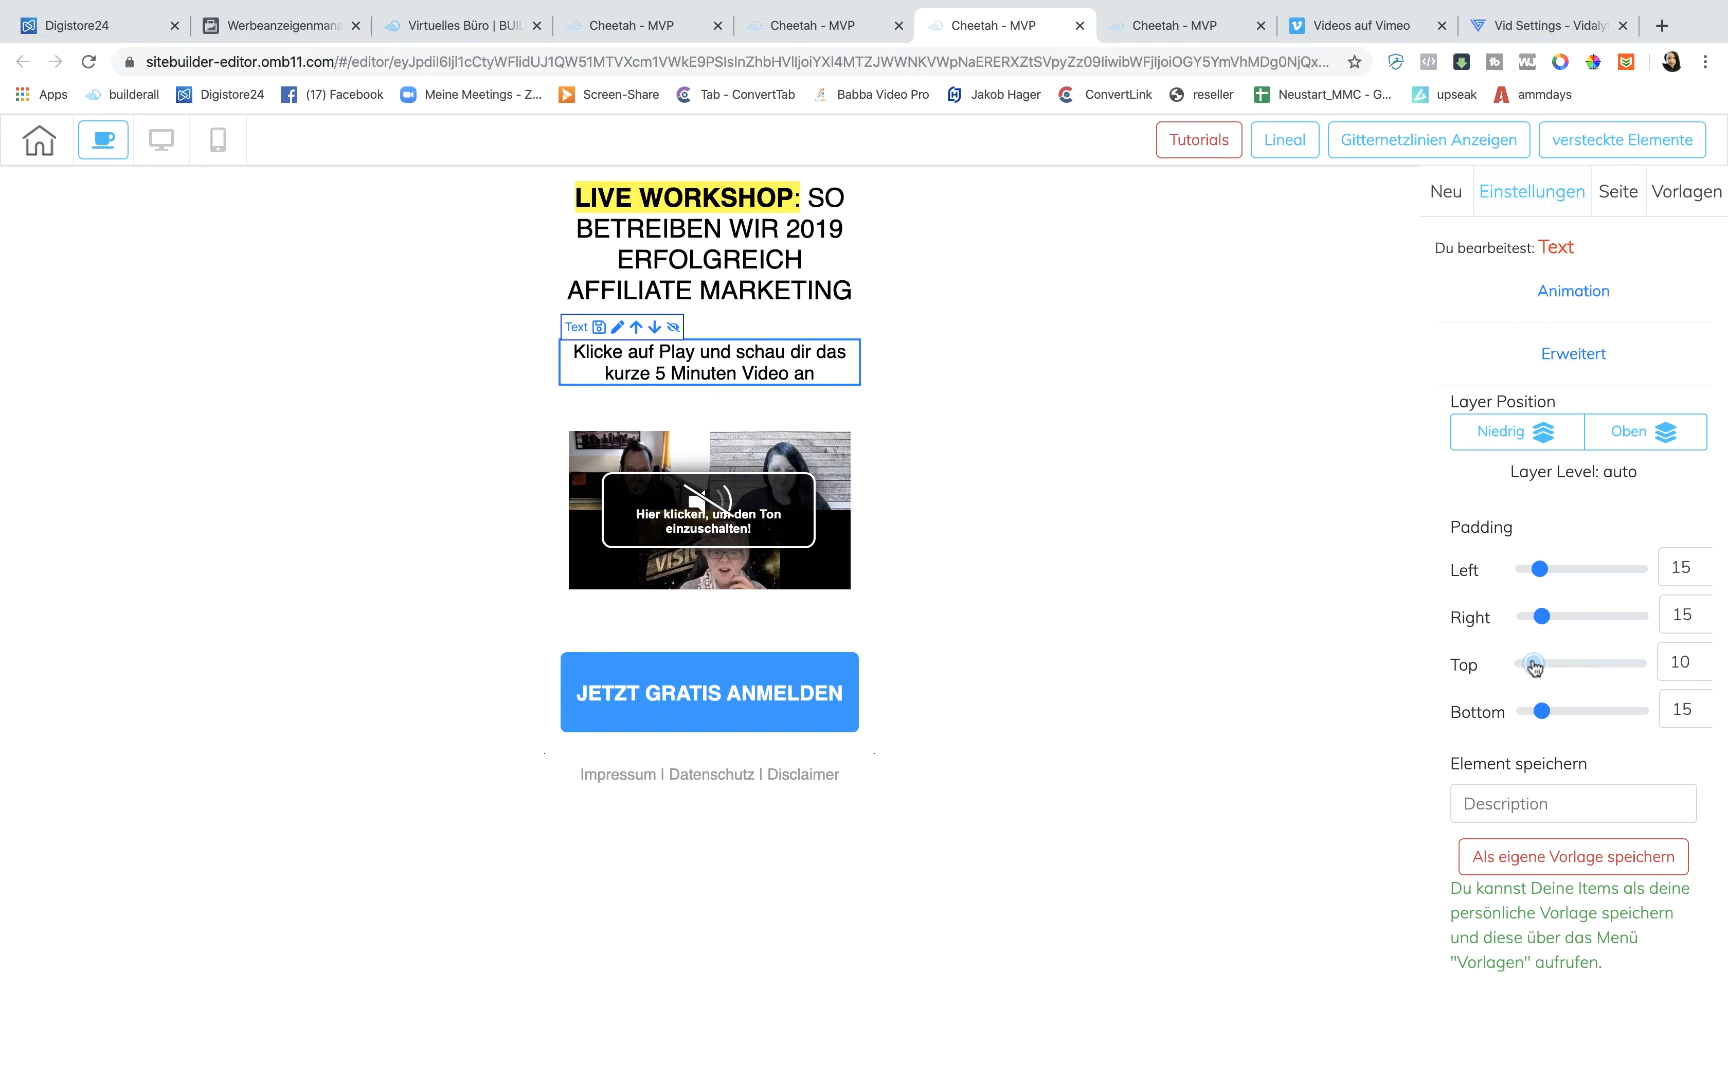 Digistore24
Werbeanzeigenmana
Virtuelles Büro | BUIL
Cheetah - MVP
Cheetah - MVP
Cheetah - MVP
Cheetah - MVP
Videos auf Vimeo
Vid Settings - Vidaly
Apps
builderall
Digistore24
(17) Facebook
Meine Meetings - Z...
Screen-Share
Tab - ConvertTab
Babba Video Pro
Jakob Hager
ConvertLink
reseller
Neustart_MMC - G...
upseak
ammdays
Tutorials
Lineal
Gitternetzlinien Anzeigen
versteckte Elemente
Neu
Einstellungen
Seite
Vorlagen
LIVE WORKSHOP: SO
BETREIBEN WIR 2019
ERFOLGREICH
AFFILIATE MARKETING
Text
Klicke auf Play und schau dir das
kurze 5 Minuten Video an
Hier klicken, um den Ton
einzuschalten!
VISIO
JETZT GRATIS ANMELDEN
Impressum I Datenschutz I Disclaimer
Du bearbeitest: Text
Animation
Erweitert
Layer Position
Niedrig
Oben
Layer Level: auto
Padding
Left
15
Right
15
Top
10
Bottom
15
Element speichern
Description
Als eigene Vorlage speichern
Du kannst Deine Items als deine
persönliche Vorlage speichern
und diese über das Menü
"Vorlagen" aufrufen.